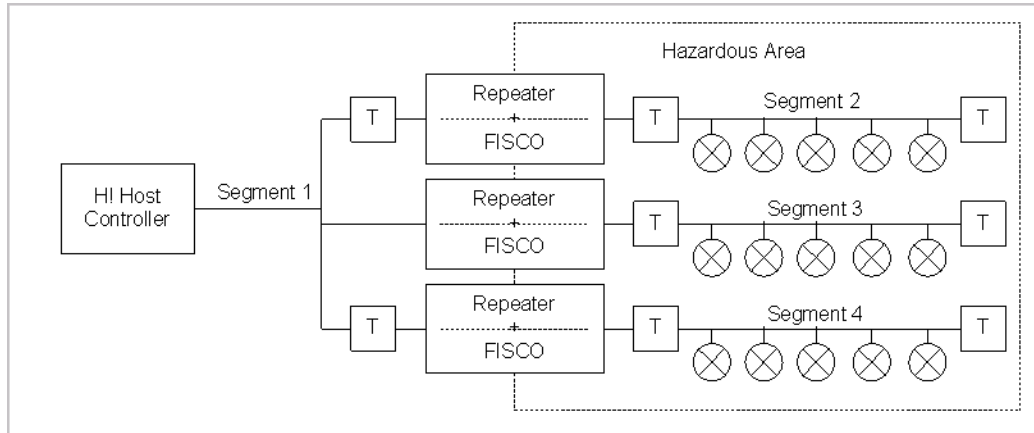 Hazardous Area
T
Repeater
+
FISCO
T
Segment 2
T
H! Host
Controller
Segment 1
Repeater
+
FISCO
T
Segment 3
T
T
Repeater
+
FISCO
T
Segment 4
T